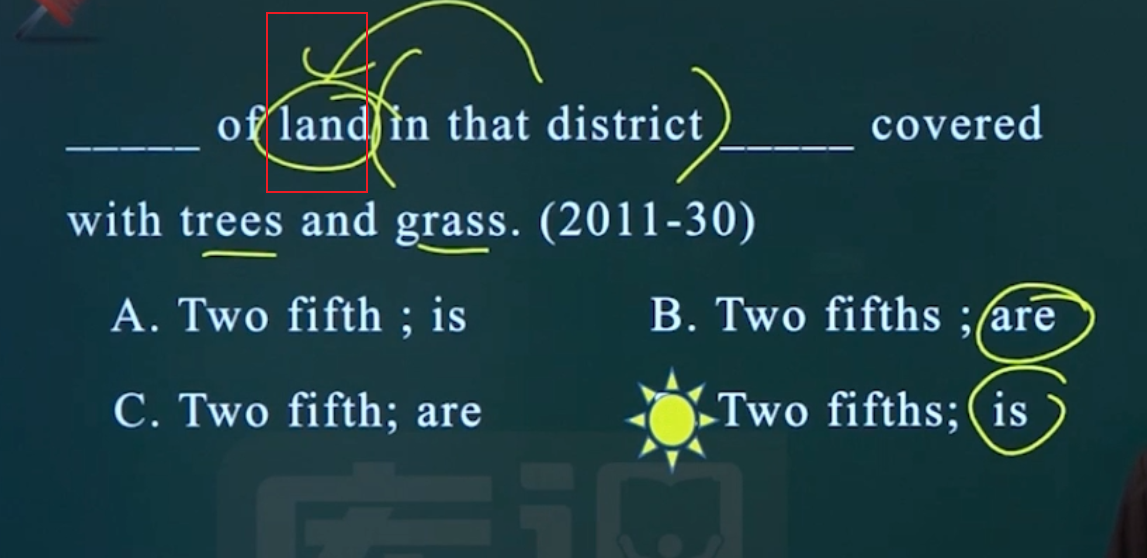 _____ of land in that district _____ covered
with trees and grass. (2011-30)
A. Two fifth ; is B. Two fifths ; are
C. Two fifth; are Two fifths; is